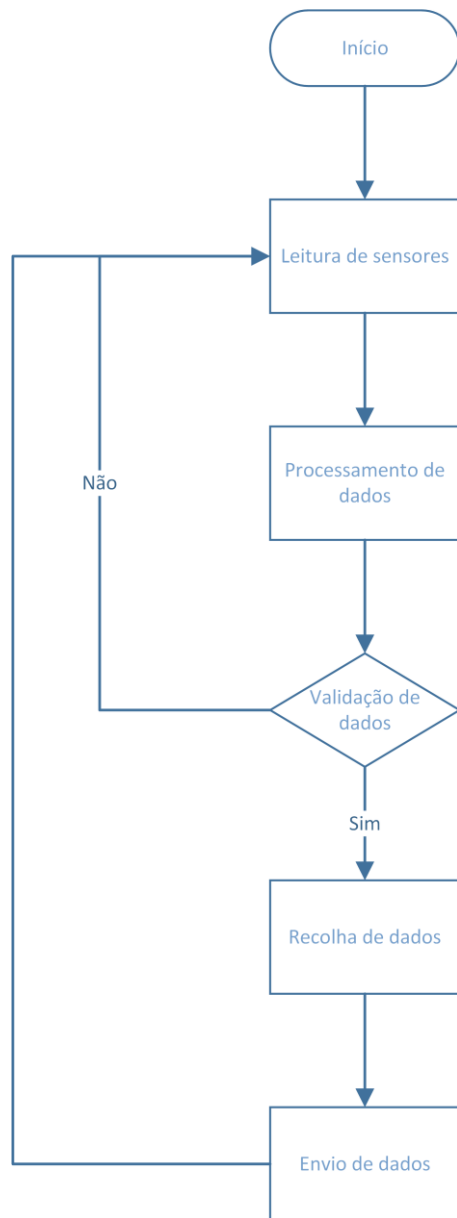 Início
Leitura de sensores
Processamento de
dados
Não
Validação de
dados
Sim
Recolha de dados
Envio de dados